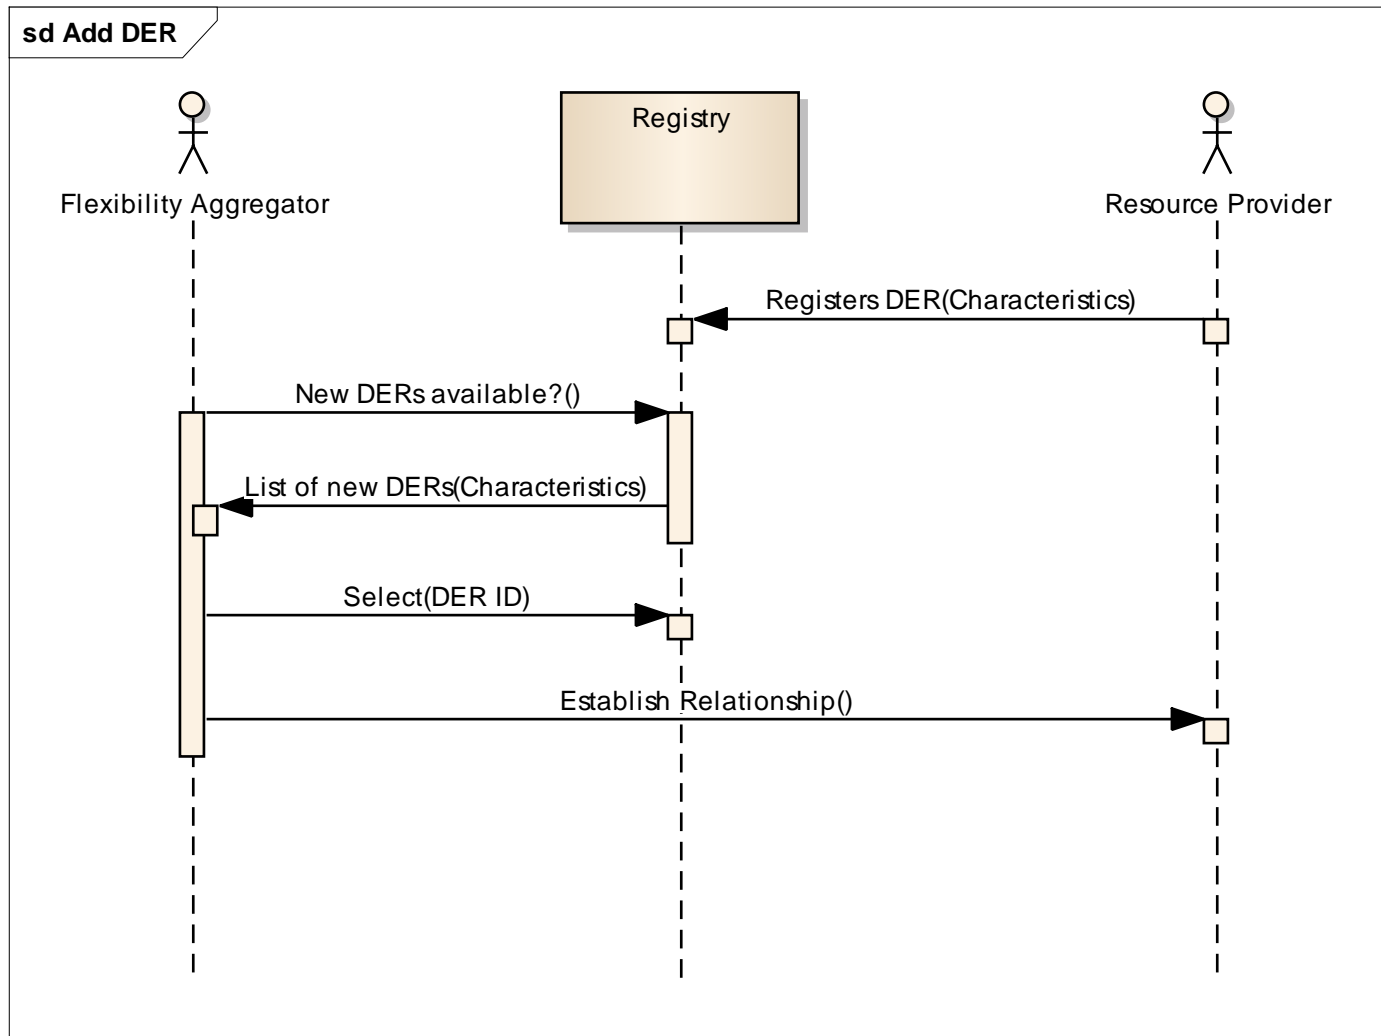 sd Add DER
Registry
Flexibility Aggregator
Resource Provider
Registers DER(Characteristics)
New DERs available?()
List of new DERs(Characteristics)
Select(DER ID)
Establish Relationship()